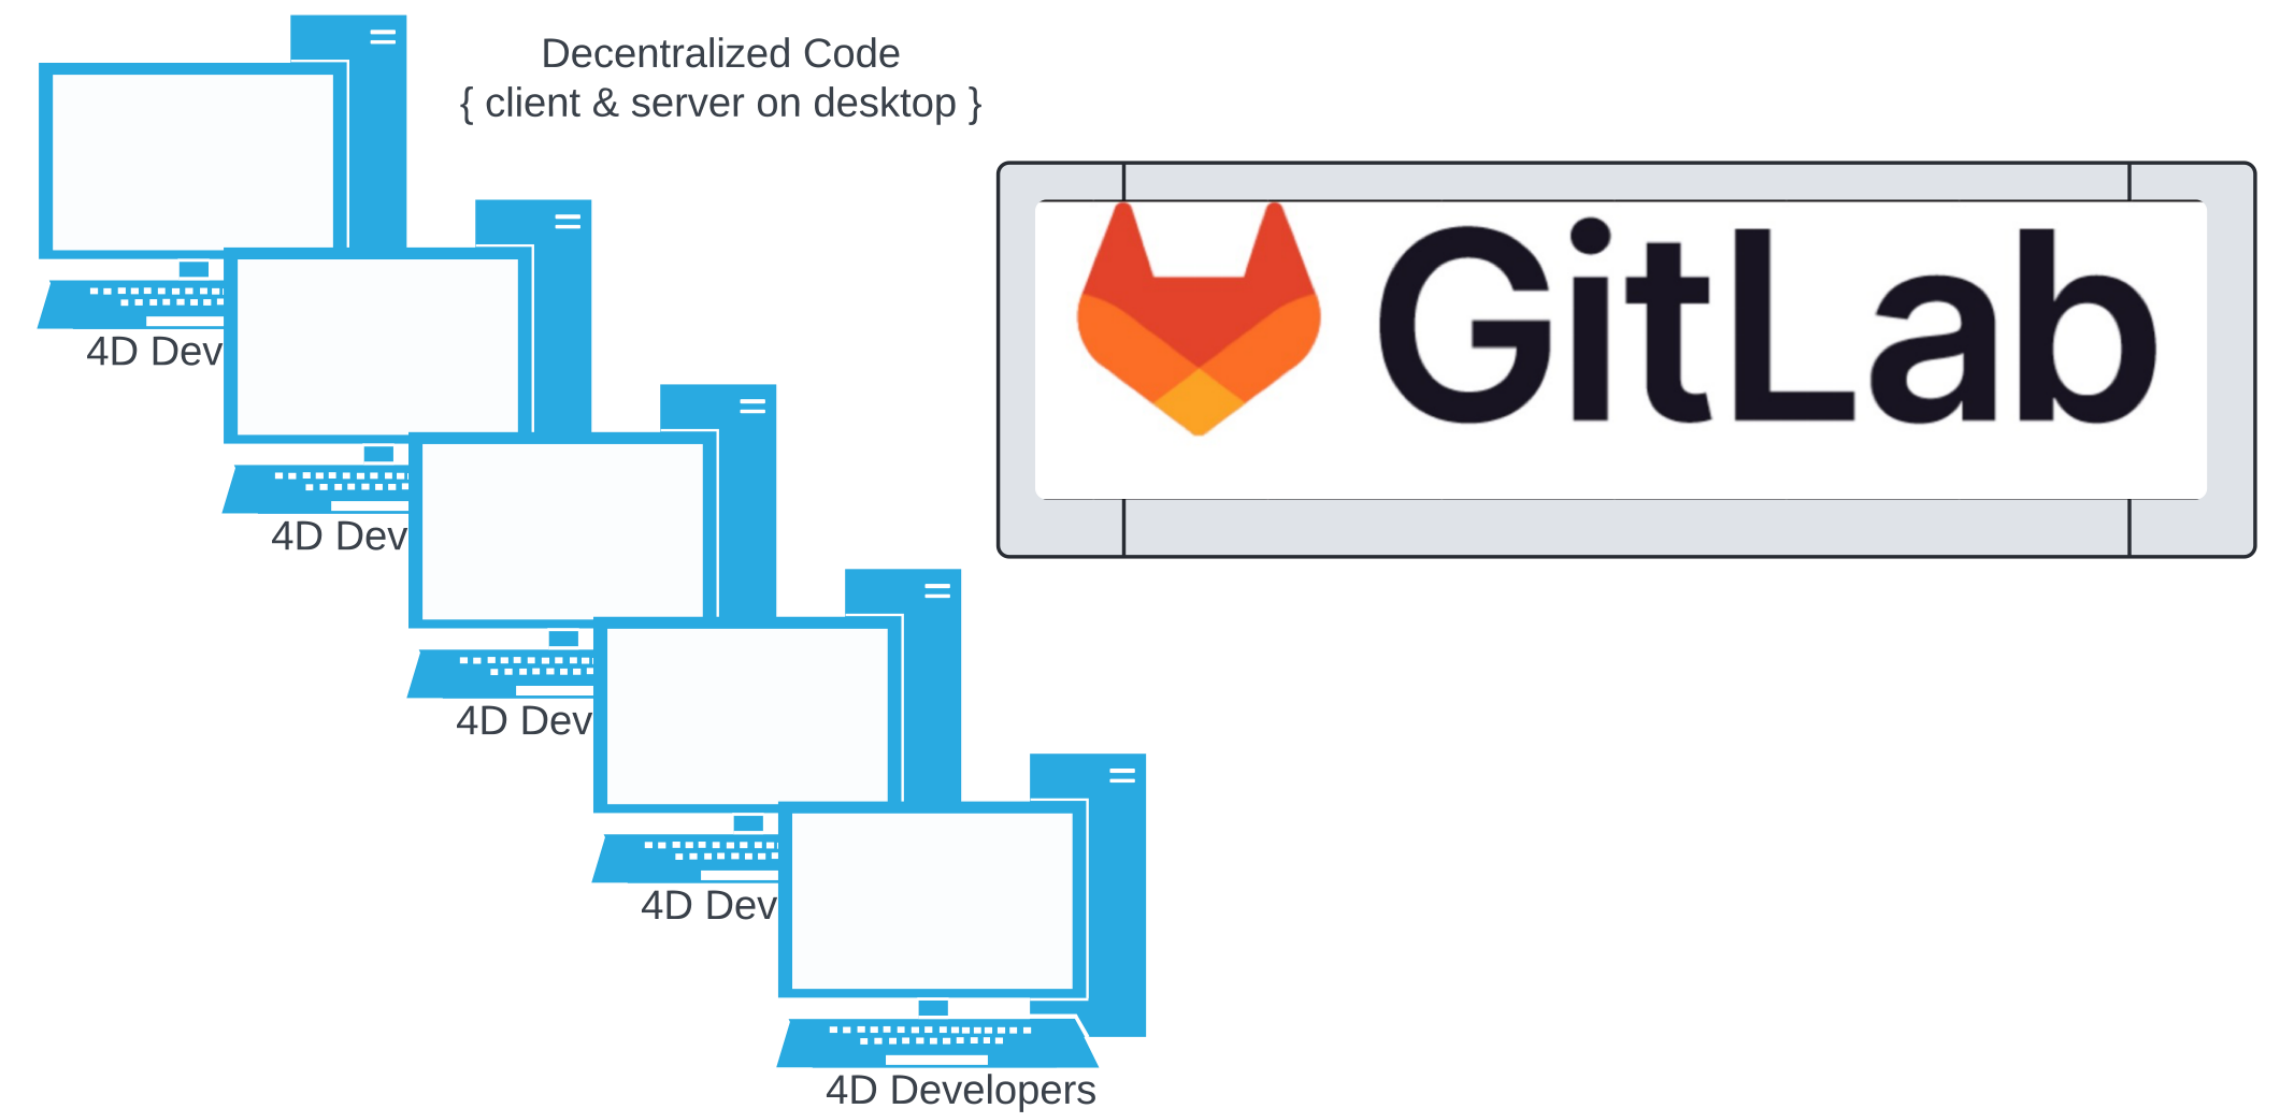 Decentralized Code
{ client & server on desktop }
GitLab
4D Dev
4D Dev
4D Dev
4D Dev
4D Developers